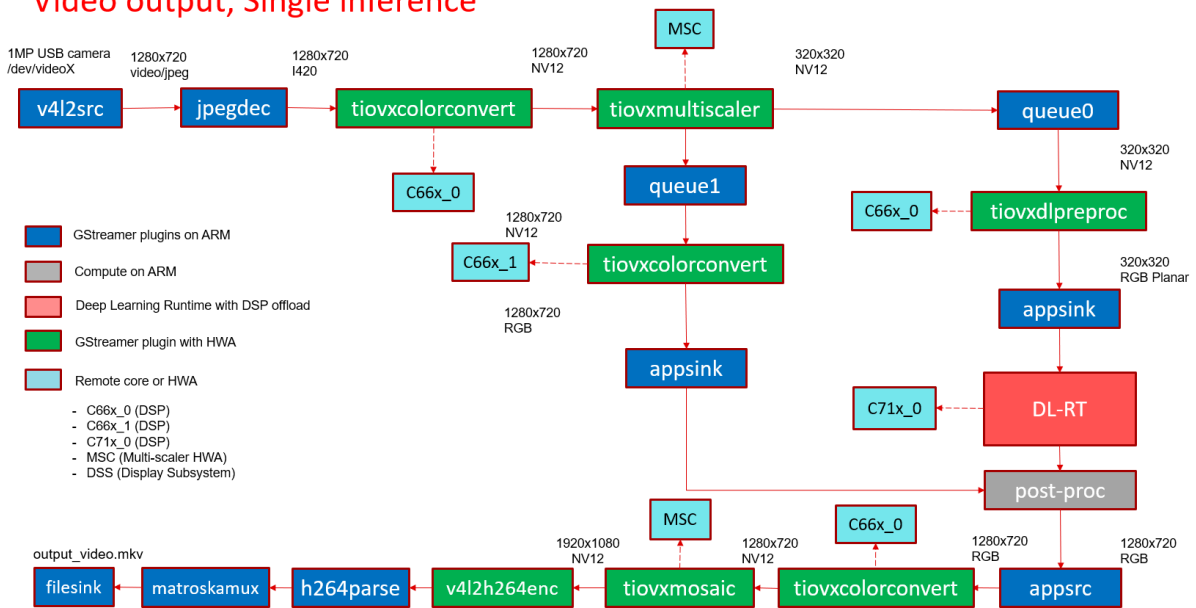 Video output, Single Inference
1MP USB camera
/dev/videoX
1280x720
video/jpeg
1280x720
I420
1280x720
NV12
MSC
320x320
NV12
v4l2src
jpegdec
tiovxcolorconvert
tiovxmultiscaler
queue0
C66x_0
queue1
320x320
NV12
C66x_0
tiovxdlpreproc
1280x720
NV12
C66x_1
tiovxcolorconvert
320x320
RGB Planar
1280x720
RGB
appsink
appsink
GStreamer plugins on ARM
Compute on ARM
Deep Learning Runtime with DSP offload
GStreamer plugin with HWA
Remote core or HWA
- C66x_0 (DSP)
- C66x_1 (DSP)
- C71x_0 (DSP)
- MSC (Multi-scaler HWA)
- DSS (Display Subsystem)
C71x_0
DL-RT
post-proc
MSC
C66x_0
output_video.mkv
1920x1080
NV12
1280x720
NV12
1280x720
RGB
1280x720
RGB
filesink
matroskamux
h264parse
v4l2h264enc
tiovxmosaic
tiovxcolorconvert
appsrc